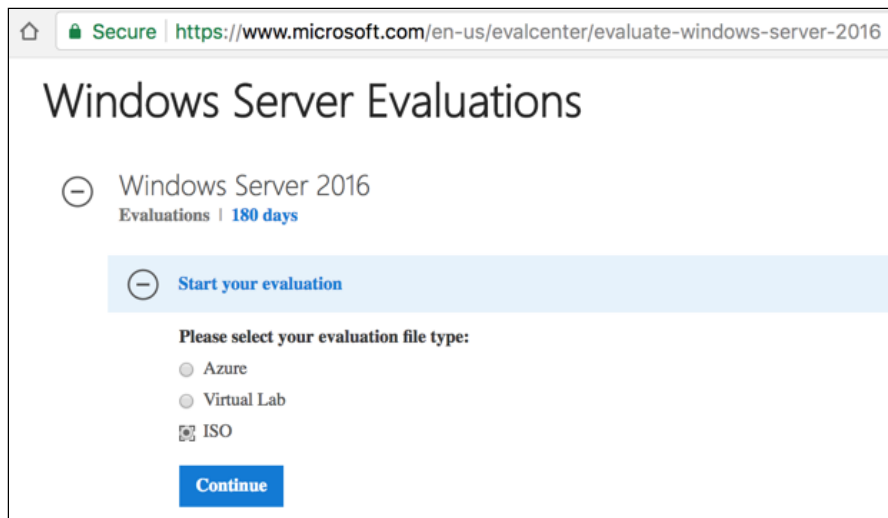 Secure | https://www.microsoft.com/en-us/evalcenter/evaluate-windows-server-2016
Windows Server Evaluations
Windows Server 2016
Evaluations | 180 days
Start your evaluation
Please select your evaluation file type:
Azure
Virtual Lab
ISO
Continue